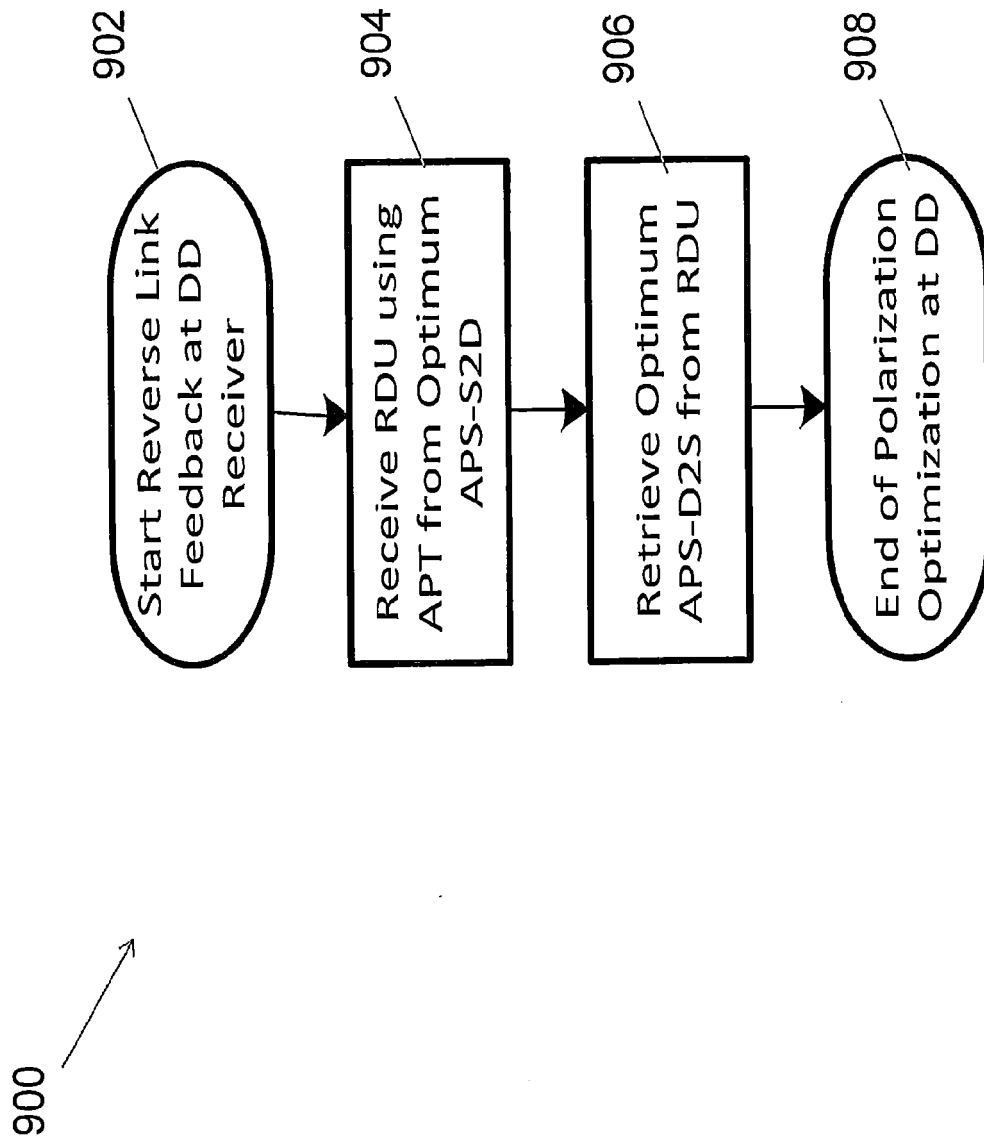 900
902
Start Reverse Link
Feedback at DD
Receiver
904
Receive RDU using
APT from Optimum
APS-S2D
906
Retrieve Optimum
APS-D2S from RDU
908
End of Polarization
Optimization at DD